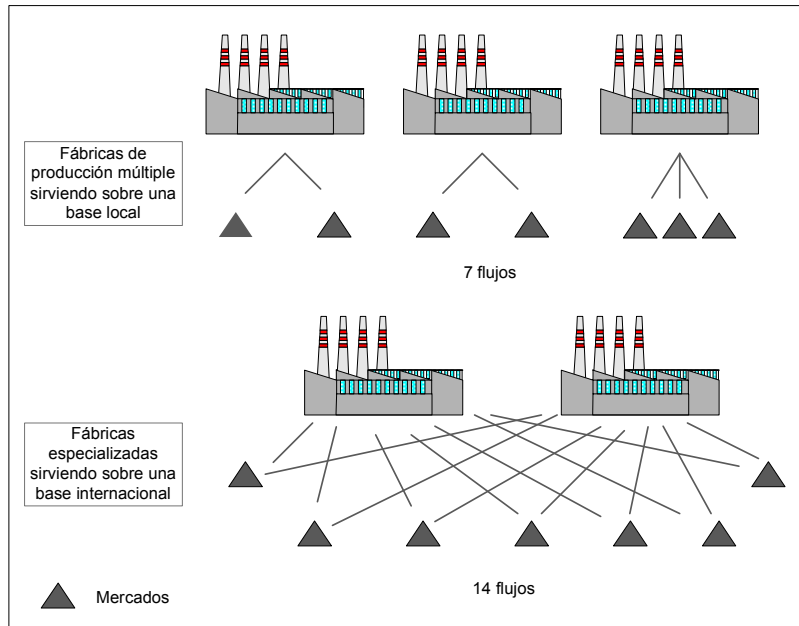 Fábricas de
producción múltiple
sirviendo sobre una
base local
7 flujos
Fábricas
especializadas
sirviendo sobre una
base internacional
14 flujos
Mercados